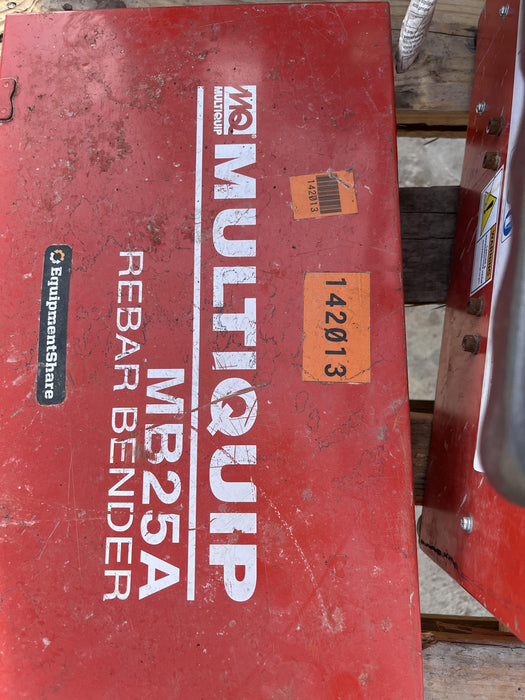 MQ
MULTIQUIP
MULTIQUIP
MB25A
REBAR BENDER
EquipmentShare
142013
142013